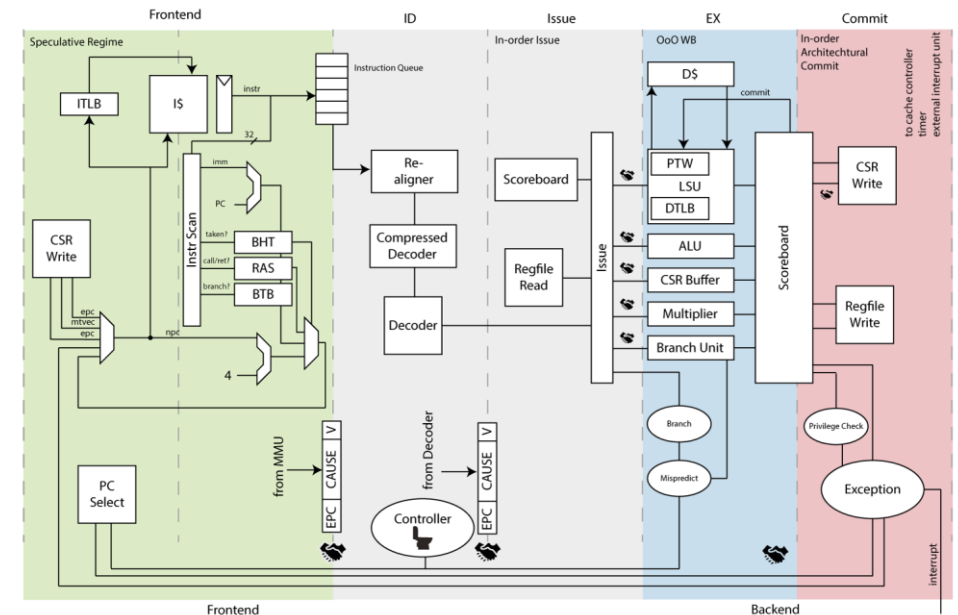 Frontend
ID
Issue
EX
Commit
Speculative Regime
In-order Issue
OoO WB
In-order
Architechtural
Commit
to cache controller
timer
external interrupt unit
ITLB
I$
instr
Instruction Queue
32
Instr Scan
imm
PC
taken?
call/ret?
branch?
BHT
RAS
BTB
CSR
Write
epc
mtvec
epc
npc
4
PC
Select
from MMU
EPC
CAUSE
V
Re-
aligner
Compressed
Decoder
Decoder
from Decoder
EPC
CAUSE
V
Controller
Scoreboard
Regfile
Read
Issue
D$
commit
PTW
LSU
DTLB
ALU
CSR Buffer
Multiplier
Branch Unit
Branch
Mispredict
Scoreboard
CSR
Write
Regfile
Write
Privilege Check
Exception
interrupt
Frontend
Backend